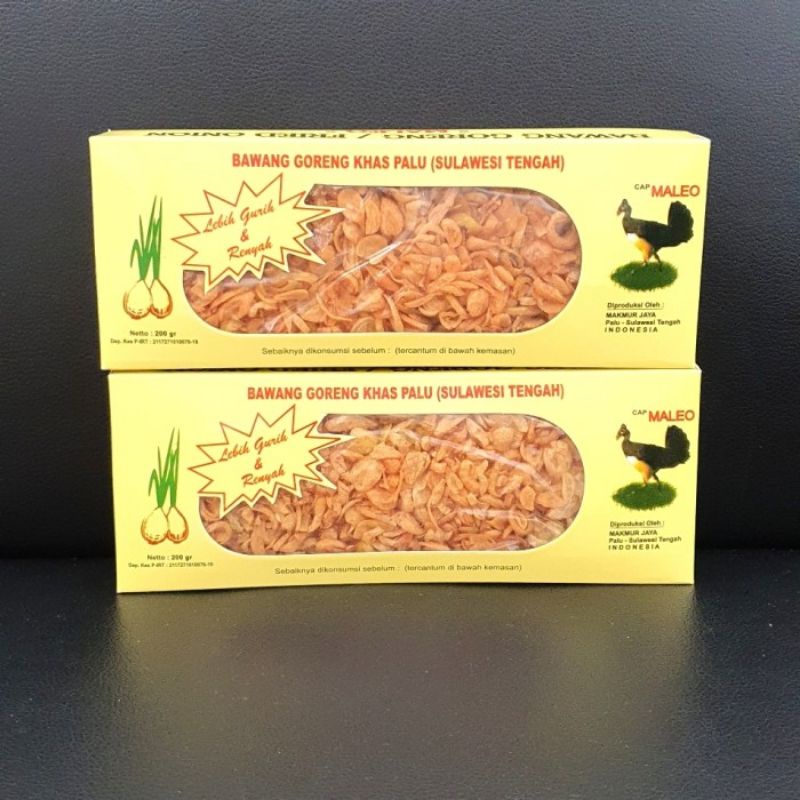 BAWANG GORENG / FRIED ONION
BAWANG GORENG KHAS PALU (SULAWESI TENGAH)
CAP MALEO
Lebih Gurih
&
Renyah
Diproduksi Oleh :
MAKMUR JAYA
Palu - Sulawesi Tengah
INDONESIA
Netto : 200 gr
Sebaiknya dikonsumsi sebelum : (tercantum di bawah kemasan)
BAWANG GORENG KHAS PALU (SULAWESI TENGAH)
CAP MALEO
Lebih Gurih
&
Renyah
Diproduksi Oleh :
MAKMUR JAYA
Palu - Sulawesi Tengah
INDONESIA
Netto : 200 gr
Sebaiknya dikonsumsi sebelum : (tercantum di bawah kemasan)